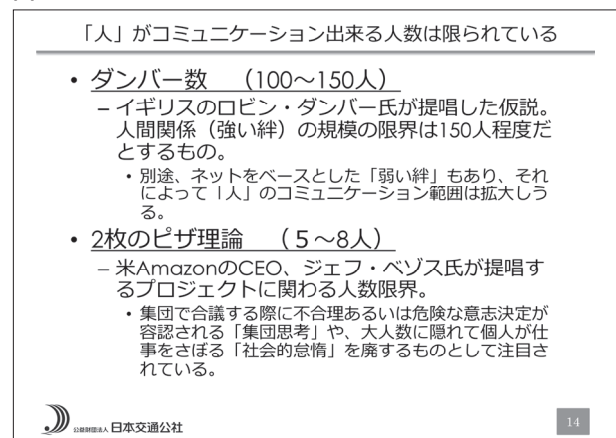 「人」がコミュニケーション出来る人数は限られている
• ダンバー数　（100～150人）
– イギリスのロビン・ダンバー氏が提唱した仮説。
人間関係（強い絆）の規模の限界は150人程度だ
とするもの。
• 別途、ネットをベースとした「弱い絆」もあり、それ
によって「人」のコミュニケーション範囲は拡大しう
る。
• 2枚のピザ理論　（５～8人）
– 米AmazonのCEO、ジェフ・ベゾス氏が提唱す
るプロジェクトに関わる人数限界。
• 集団で合議する際に不合理あるいは危険な意志決定が
容認される「集団思考」や、大人数に隠れて個人が仕
事をさぼる「社会的怠惰」を廃するものとして注目さ
れている。
公益財団法人 日本交通公社
14